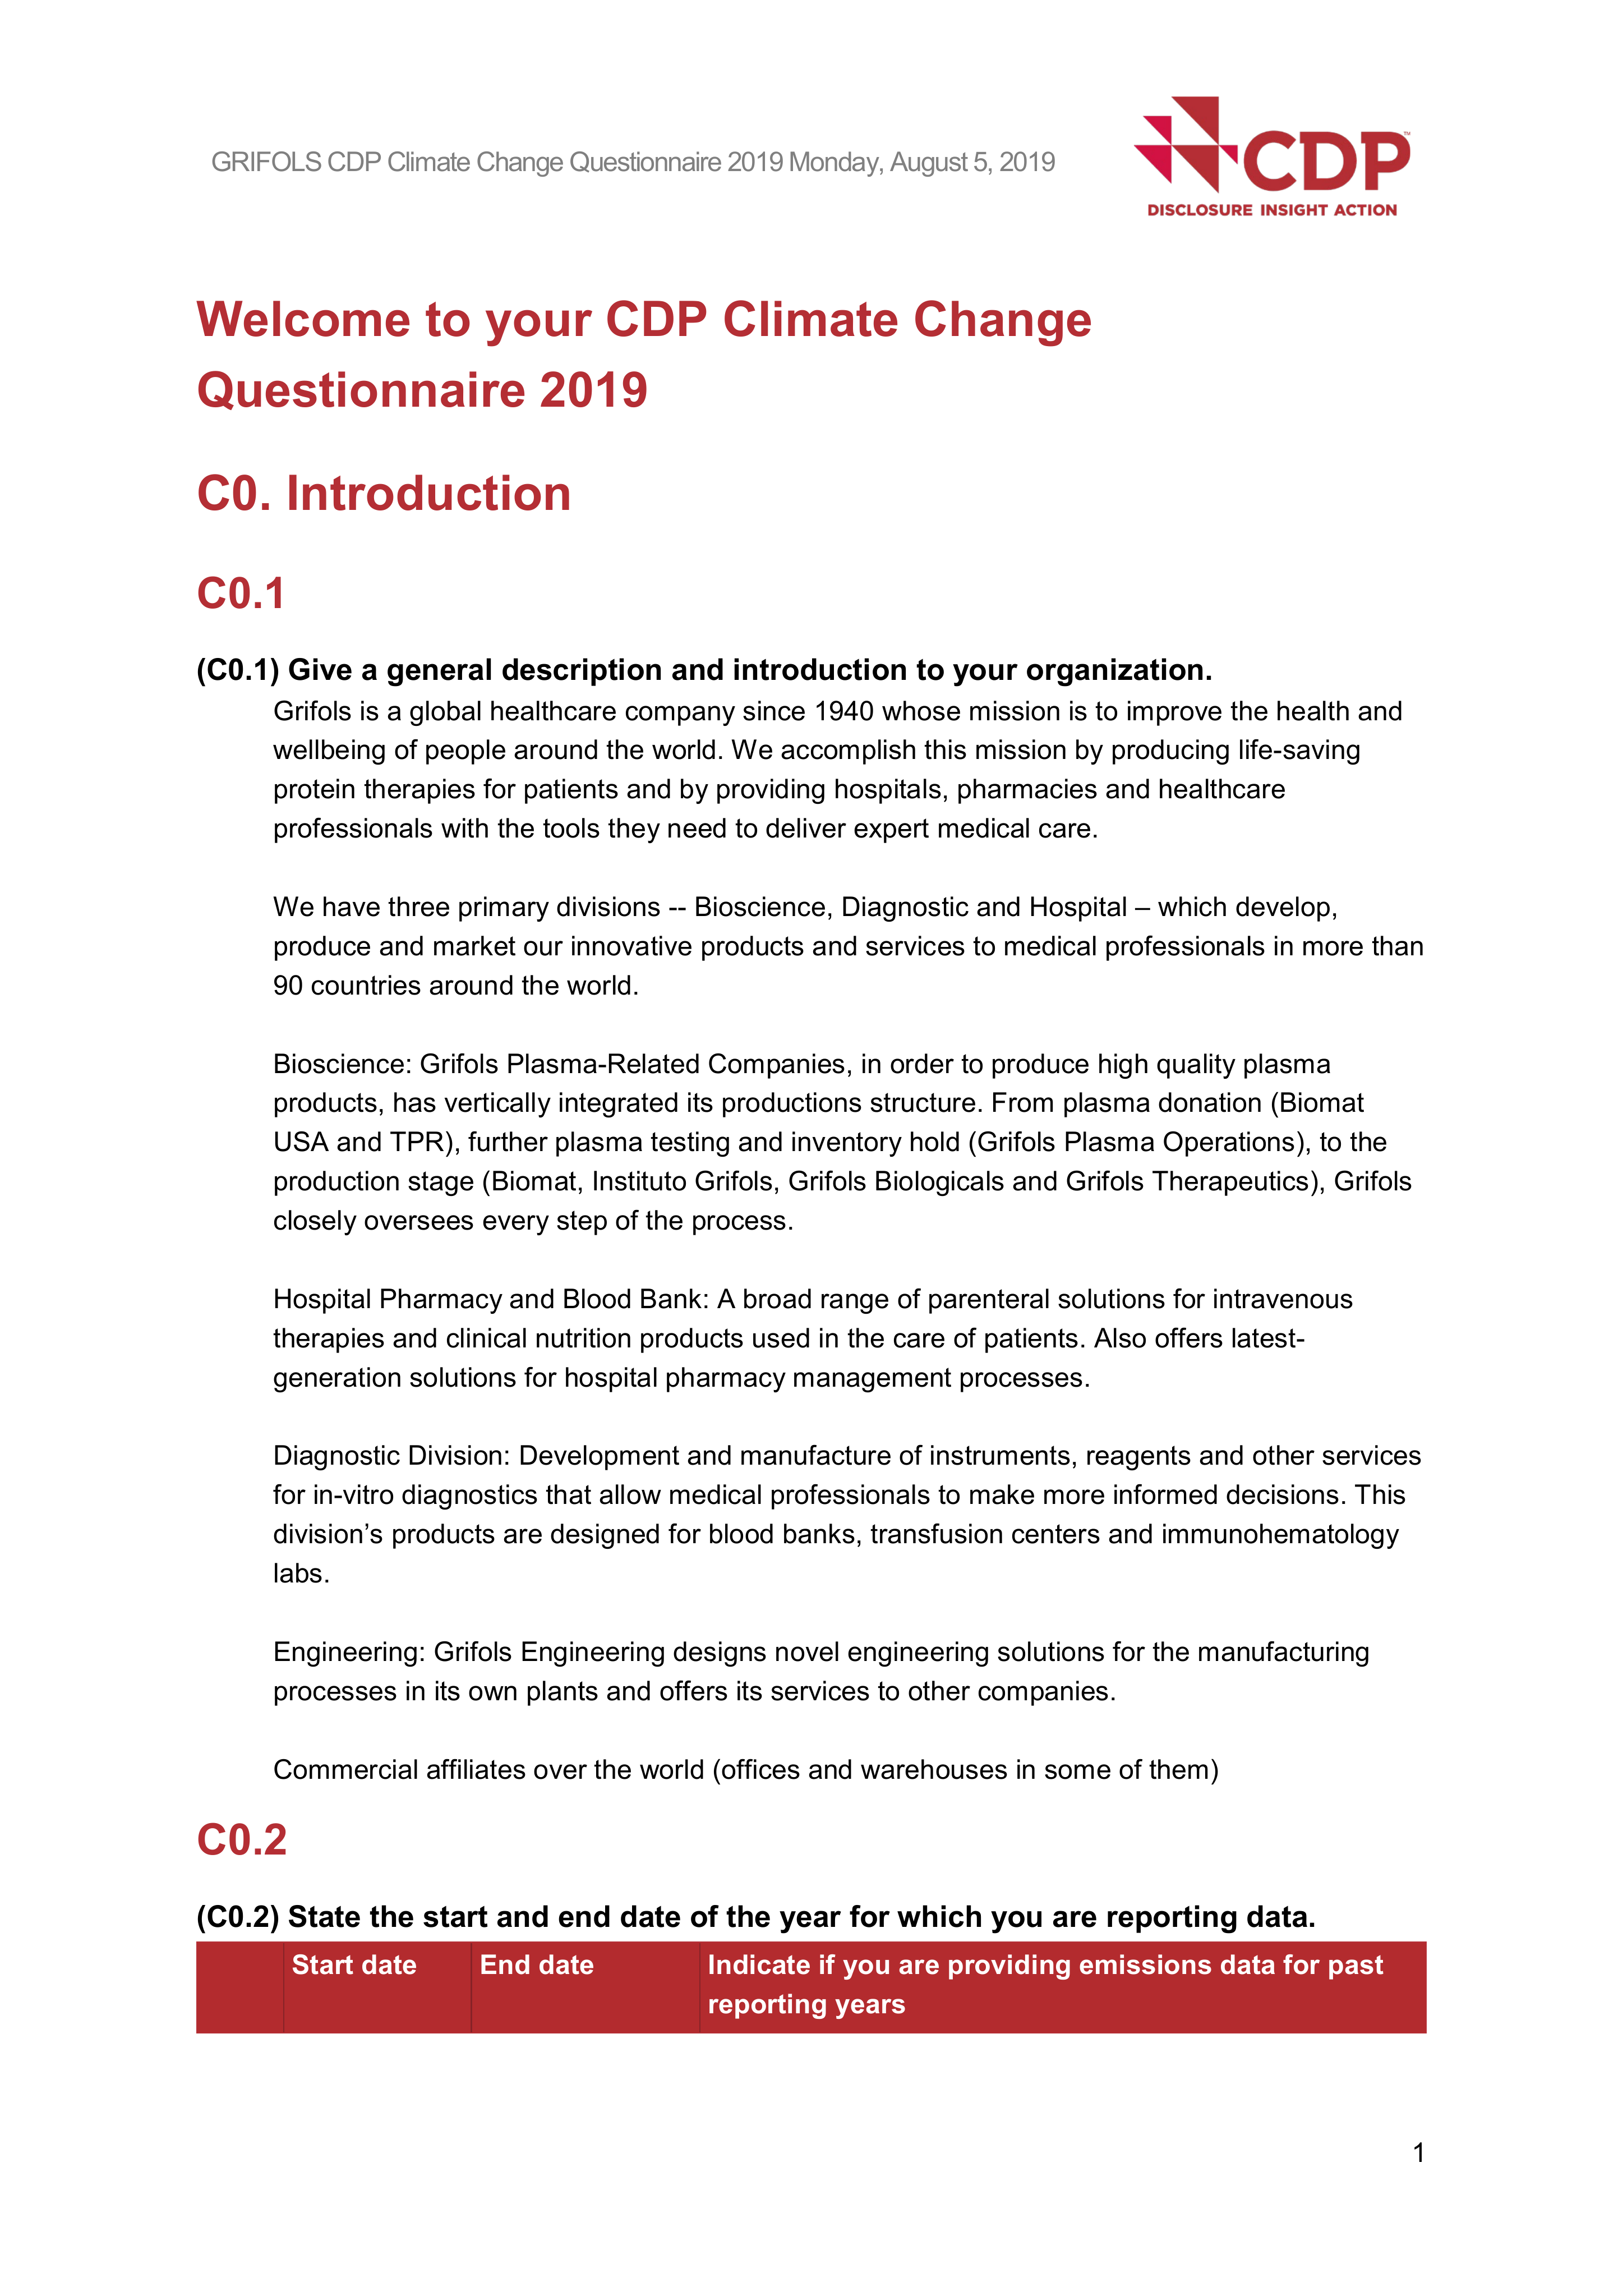 GRIFOLS CDP Climate Change Questionnaire 2019 Monday, August 5, 2019
CDP™
DISCLOSURE INSIGHT ACTION
Welcome to your CDP Climate Change
Questionnaire 2019
C0. Introduction
C0.1
(C0.1) Give a general description and introduction to your organization.
Grifols is a global healthcare company since 1940 whose mission is to improve the health and
wellbeing of people around the world. We accomplish this mission by producing life-saving
protein therapies for patients and by providing hospitals, pharmacies and healthcare
professionals with the tools they need to deliver expert medical care.
We have three primary divisions -- Bioscience, Diagnostic and Hospital – which develop,
produce and market our innovative products and services to medical professionals in more than
90 countries around the world.
Bioscience: Grifols Plasma-Related Companies, in order to produce high quality plasma
products, has vertically integrated its productions structure. From plasma donation (Biomat
USA and TPR), further plasma testing and inventory hold (Grifols Plasma Operations), to the
production stage (Biomat, Instituto Grifols, Grifols Biologicals and Grifols Therapeutics), Grifols
closely oversees every step of the process.
Hospital Pharmacy and Blood Bank: A broad range of parenteral solutions for intravenous
therapies and clinical nutrition products used in the care of patients. Also offers latest-
generation solutions for hospital pharmacy management processes.
Diagnostic Division: Development and manufacture of instruments, reagents and other services
for in-vitro diagnostics that allow medical professionals to make more informed decisions. This
division’s products are designed for blood banks, transfusion centers and immunohematology
labs.
Engineering: Grifols Engineering designs novel engineering solutions for the manufacturing
processes in its own plants and offers its services to other companies.
Commercial affiliates over the world (offices and warehouses in some of them)
C0.2
(C0.2) State the start and end date of the year for which you are reporting data.
Start date End date Indicate if you are providing emissions data for past
reporting years
1